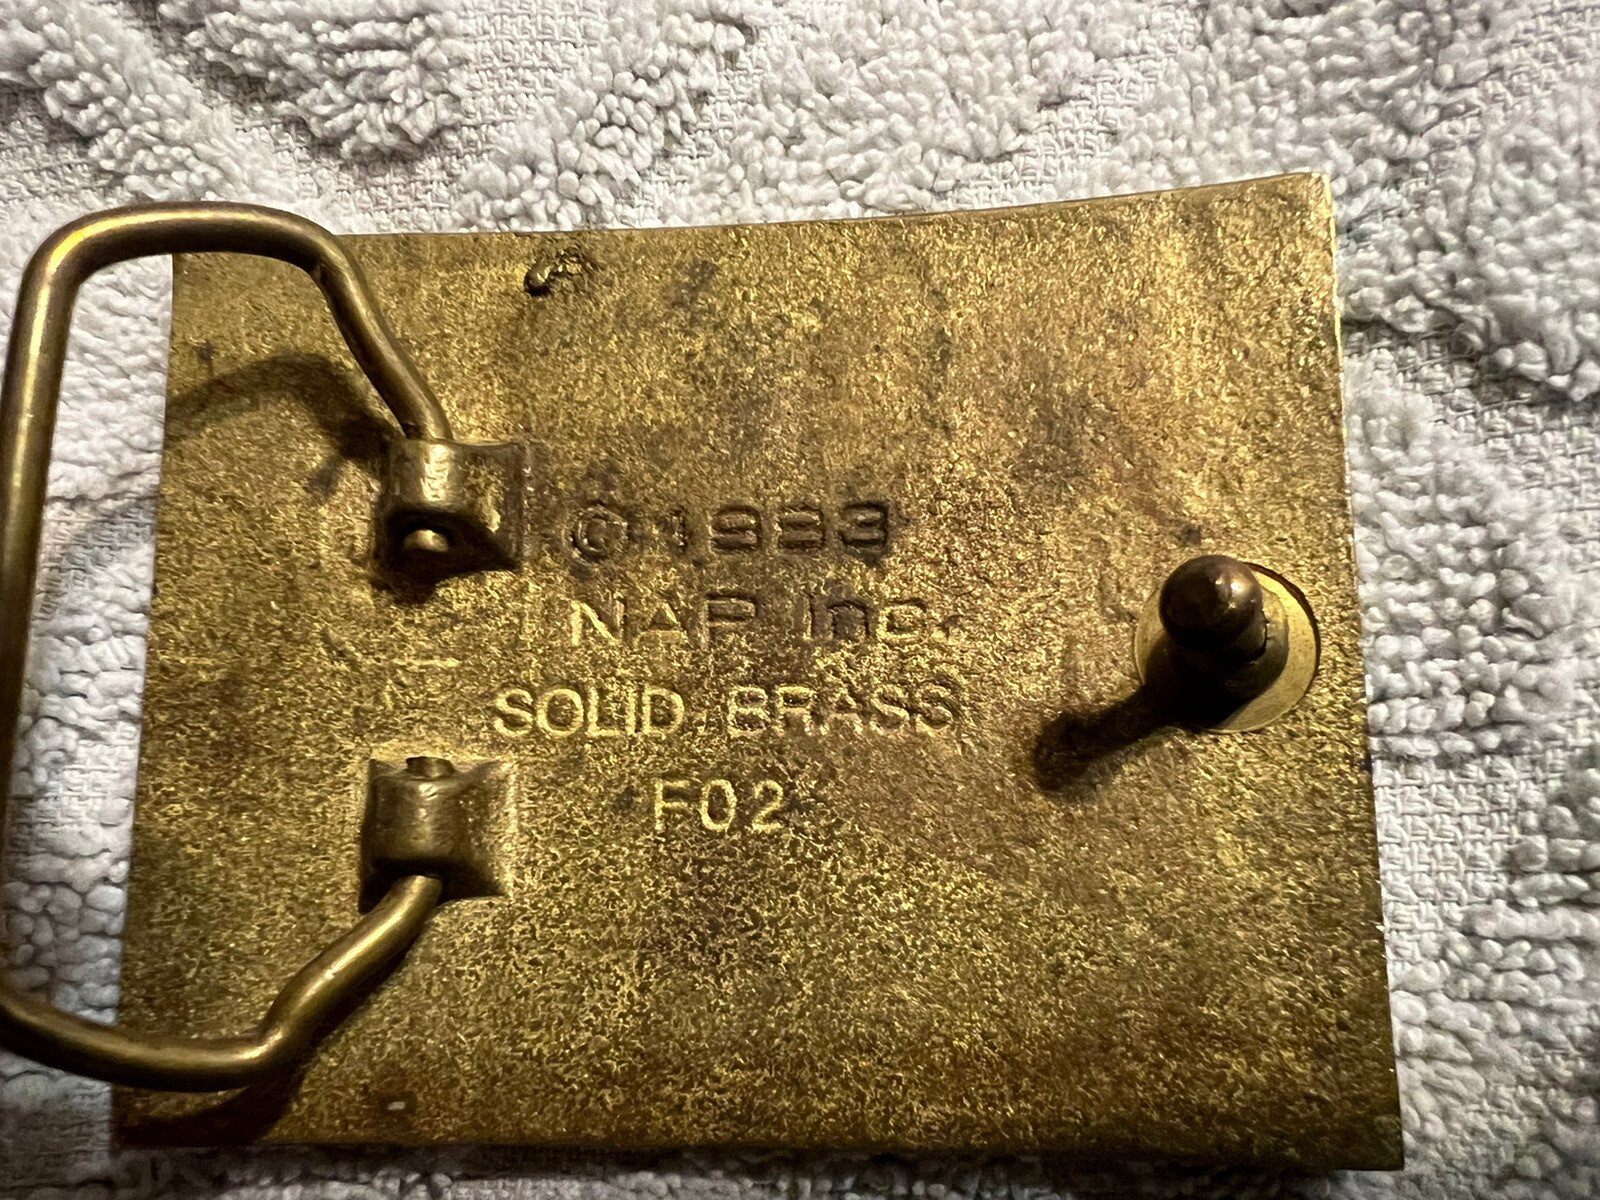 © 1983
NAP Inc.
SOLID BRASS
F02